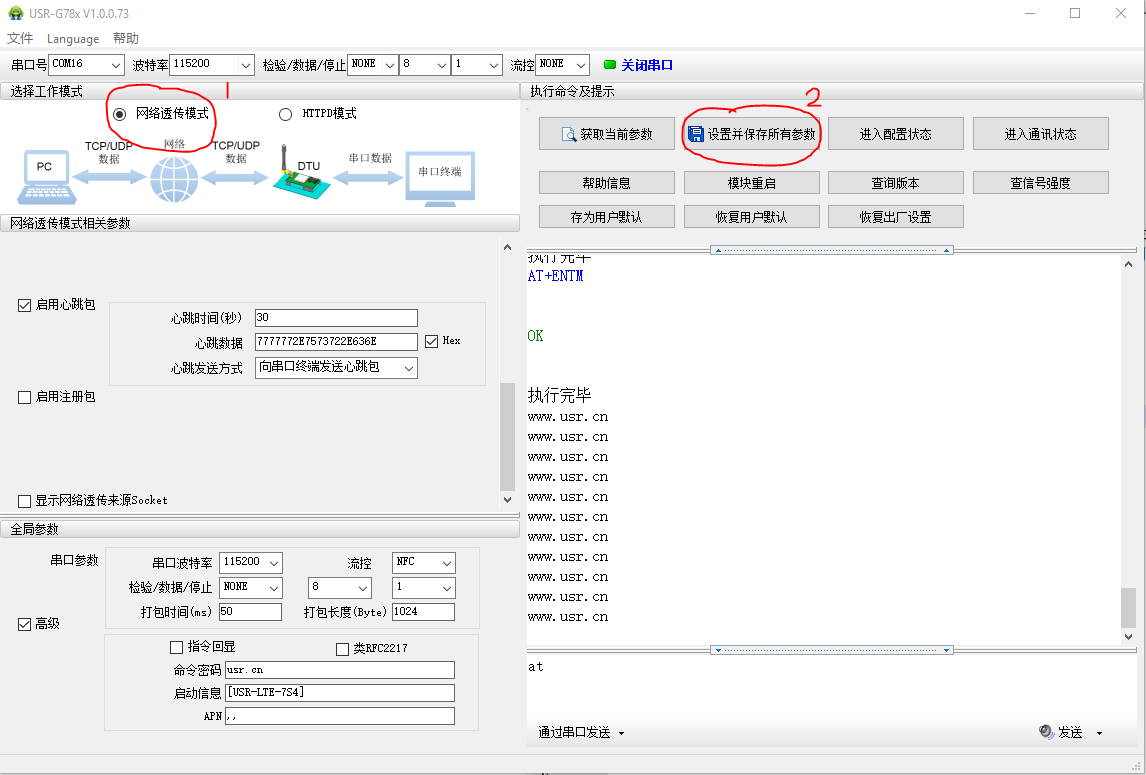 USR-G78x V1.0.0.73
文件 Language 帮助
串口号 COM16 波特率 115200 检验/数据/停止 NONE 8 1 流控 NONE 关闭串口
选择工作模式
1
网络透传模式 HTTPD模式
PC
TCP/UDP
数据
网络
TCP/UDP
数据
DTU
串口数据
串口终端
网络透传模式相关参数
启用心跳包
心跳时间(秒) 30
心跳数据 7777772E7573722E636E Hex
心跳发送方式 向串口终端发送心跳包
启用注册包
显示网络透传来源Socket
全局参数
串口参数 串口波特率 115200 流控 NFC
检验/数据/停止 NONE 8 1
打包时间(ms) 50 打包长度(Byte) 1024
高级
指令回显 类RFC2217
命令密码 usr.cn
启动信息 [USR-LTE-7S4]
APN ,,
执行命令及提示
2
获取当前参数 设置并保存所有参数 进入配置状态 进入通讯状态
帮助信息 模块重启 查询版本 查信号强度
存为用户默认 恢复用户默认 恢复出厂设置
执行完毕
AT+ENTM
OK
执行完毕
www.usr.cn
www.usr.cn
www.usr.cn
www.usr.cn
www.usr.cn
www.usr.cn
www.usr.cn
www.usr.cn
www.usr.cn
www.usr.cn
www.usr.cn
at
通过串口发送 发送